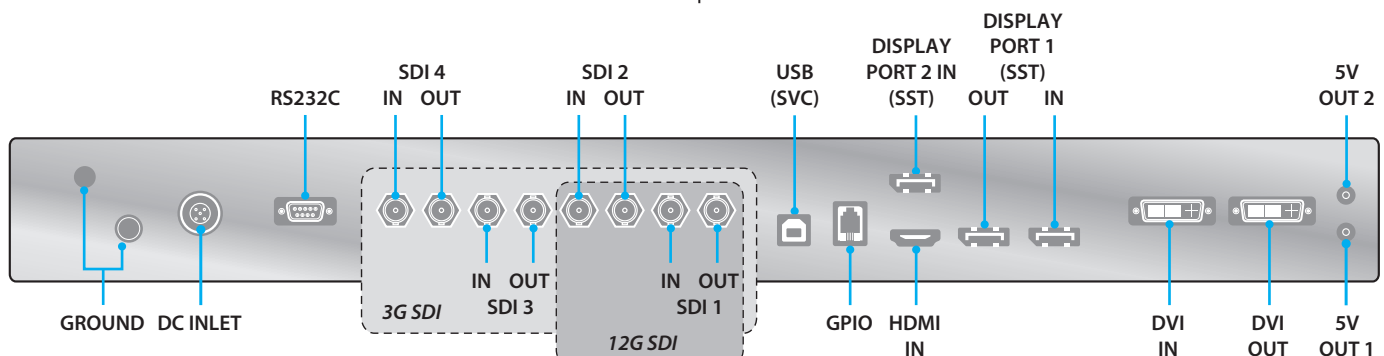 DISPLAY
PORT 1
(SST)
OUT IN
DISPLAY
PORT 2 IN
(SST)
5V
OUT 2
USB
(SVC)
SDI 2
IN OUT
SDI 4
IN OUT
RS232C
IN OUT
SDI 3
IN OUT
SDI 1
3G SDI
12G SDI
GROUND
DC INLET
GPIO
HDMI
IN
DVI
IN
DVI
OUT
5V
OUT 1